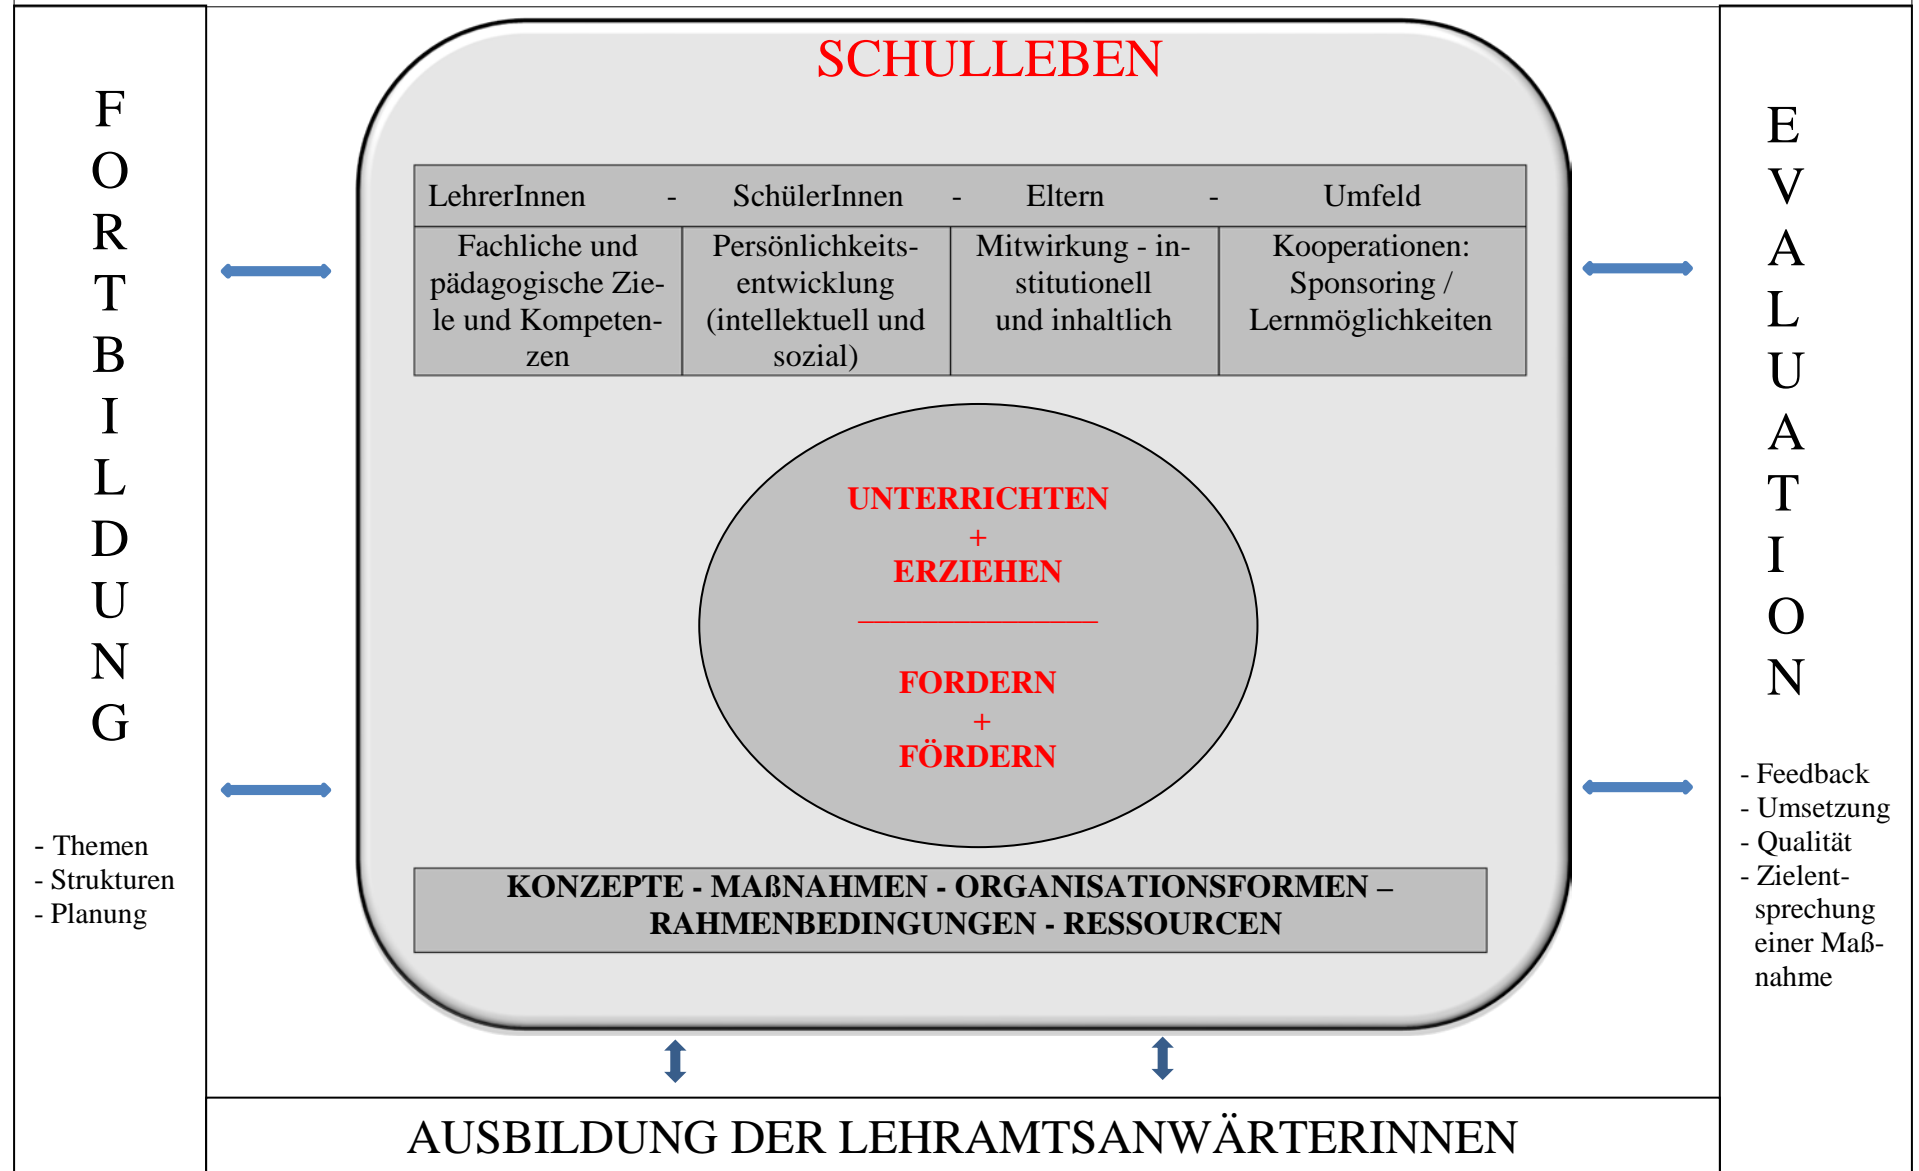 SCHULLEBEN
F
O
R
T
B
I
L
D
U
N
G
- Themen
- Strukturen
- Planung
LehrerInnen - SchülerInnen - Eltern - Umfeld
Fachliche und
pädagogische Zie-
le und Kompeten-
zen
Persönlichkeits-
entwicklung
(intellektuell und
sozial)
Mitwirkung - in-
stitutionell
und inhaltlich
Kooperationen:
Sponsoring /
Lernmöglichkeiten
UNTERRICHTEN
+
ERZIEHEN
FORDERN
+
FÖRDERN
KONZEPTE - MAßNAHMEN - ORGANISATIONSFORMEN –
RAHMENBEDINGUNGEN - RESSOURCEN
E
V
A
L
U
A
T
I
O
N
- Feedback
- Umsetzung
- Qualität
- Zielent-
sprechung
einer Maß-
nahme
AUSBILDUNG DER LEHRAMTSANWÄRTERINNEN